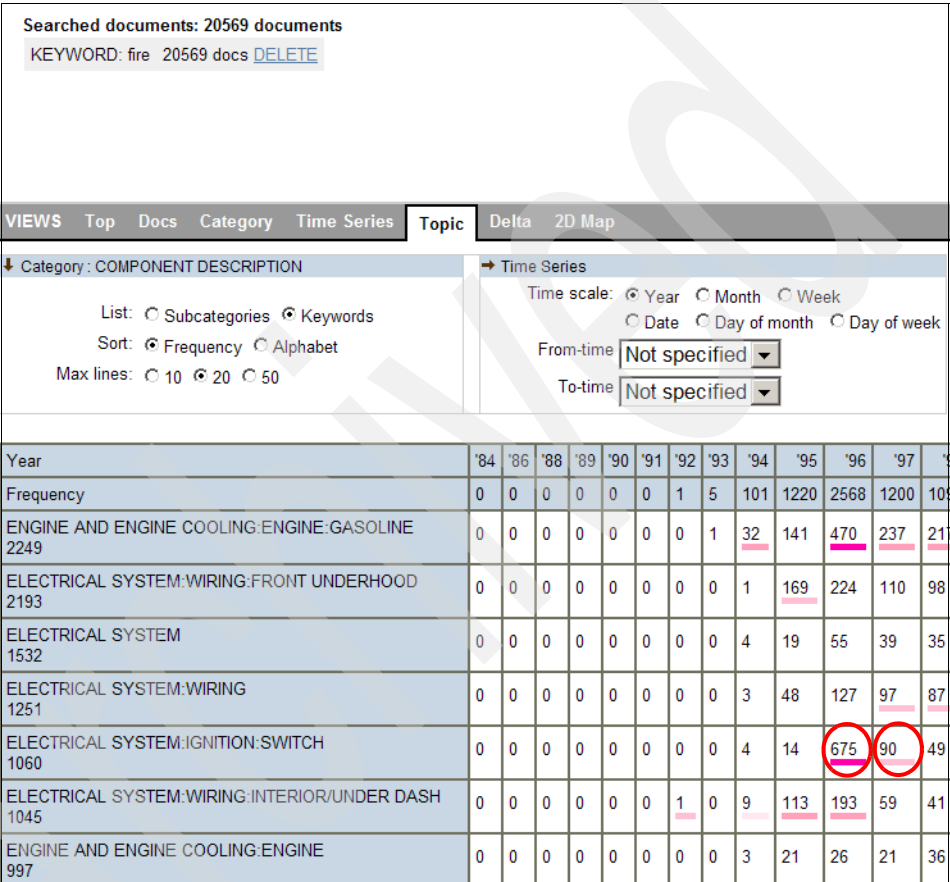 Searched documents: 20569 documents
KEYWORD: fire 20569 docs DELETE
VIEWS Top Docs Category Time Series Topic Delta 2D Map
Category : COMPONENT DESCRIPTION
List: Subcategories Keywords
Sort: Frequency Alphabet
Max lines: 10 20 50
Time Series
Time scale: Year Month Week
Date Day of month Day of week
From-time Not specified
To-time Not specified
Year '84 '86 '88 '89 '90 '91 '92 '93 '94 '95 '96 '97
Frequency 0 0 0 0 0 0 1 5 101 1220 2568 1200
ENGINE AND ENGINE COOLING:ENGINE:GASOLINE
2249
0 0 0 0 0 0 0 1 32 141 470 237 217
ELECTRICAL SYSTEM:WIRING:FRONT UNDERHOOD
2193
0 0 0 0 0 0 0 0 1 169 224 110 98
ELECTRICAL SYSTEM
1532
0 0 0 0 0 0 0 0 4 19 55 39 35
ELECTRICAL SYSTEM:WIRING
1251
0 0 0 0 0 0 0 0 3 48 127 97 87
ELECTRICAL SYSTEM:IGNITION:SWITCH
1060
0 0 0 0 0 0 0 0 4 14 675 90 49
ELECTRICAL SYSTEM:WIRING:INTERIOR/UNDER DASH
1045
0 0 0 0 0 0 1 0 9 113 193 59 41
ENGINE AND ENGINE COOLING:ENGINE
997
0 0 0 0 0 0 0 0 3 21 26 21 36